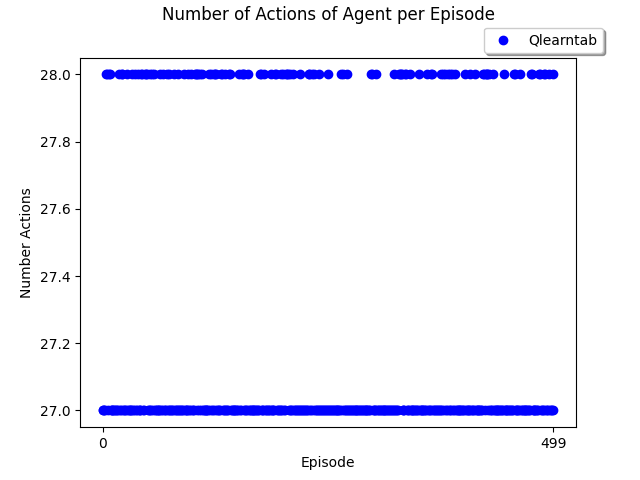 Number of Actions of Agent per Episode
Qlearntab
28.0
27.8
27.6
27.4
27.2
27.0
Number Actions
0
499
Episode